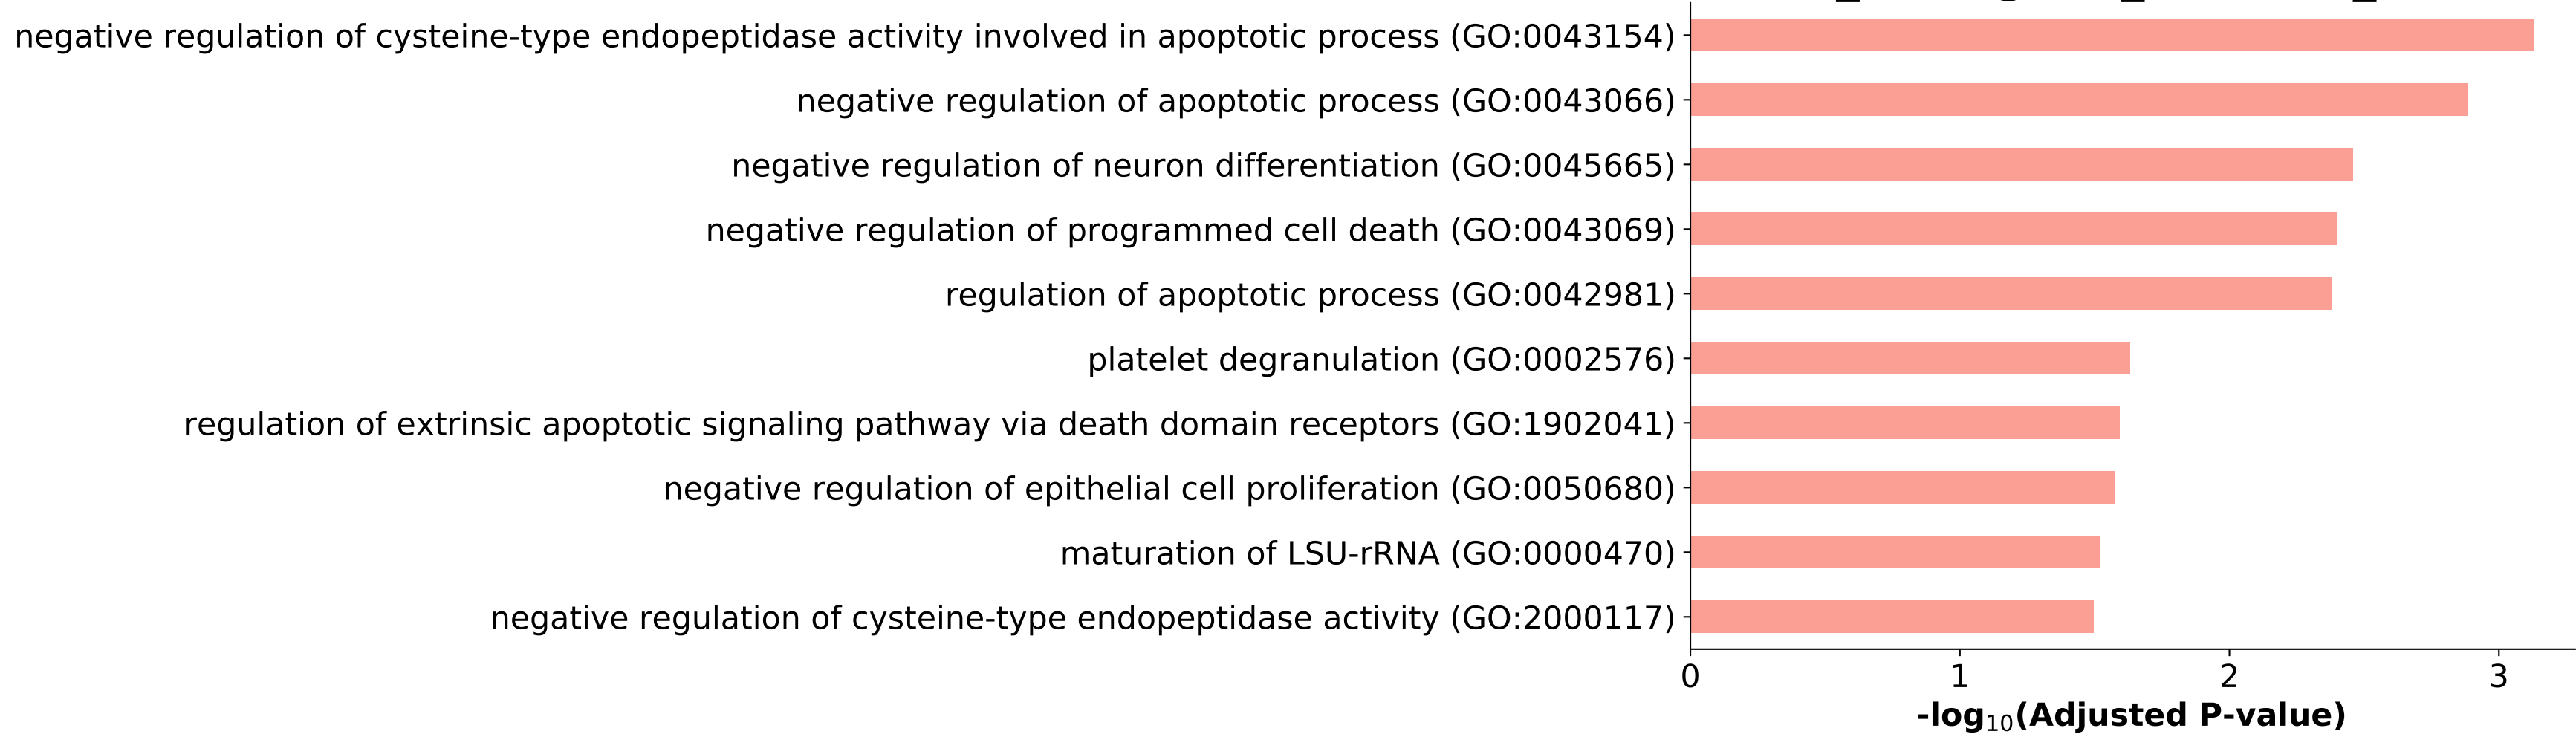 negative regulation of cysteine-type endopeptidase activity involved in apoptotic process (GO:0043154)
negative regulation of apoptotic process (GO:0043066)
negative regulation of neuron differentiation (GO:0045665)
negative regulation of programmed cell death (GO:0043069)
regulation of apoptotic process (GO:0042981)
platelet degranulation (GO:0002576)
regulation of extrinsic apoptotic signaling pathway via death domain receptors (GO:1902041)
negative regulation of epithelial cell proliferation (GO:0050680)
maturation of LSU-rRNA (GO:0000470)
negative regulation of cysteine-type endopeptidase activity (GO:2000117)
0 1 2 3
-log₁₀(Adjusted P-value)